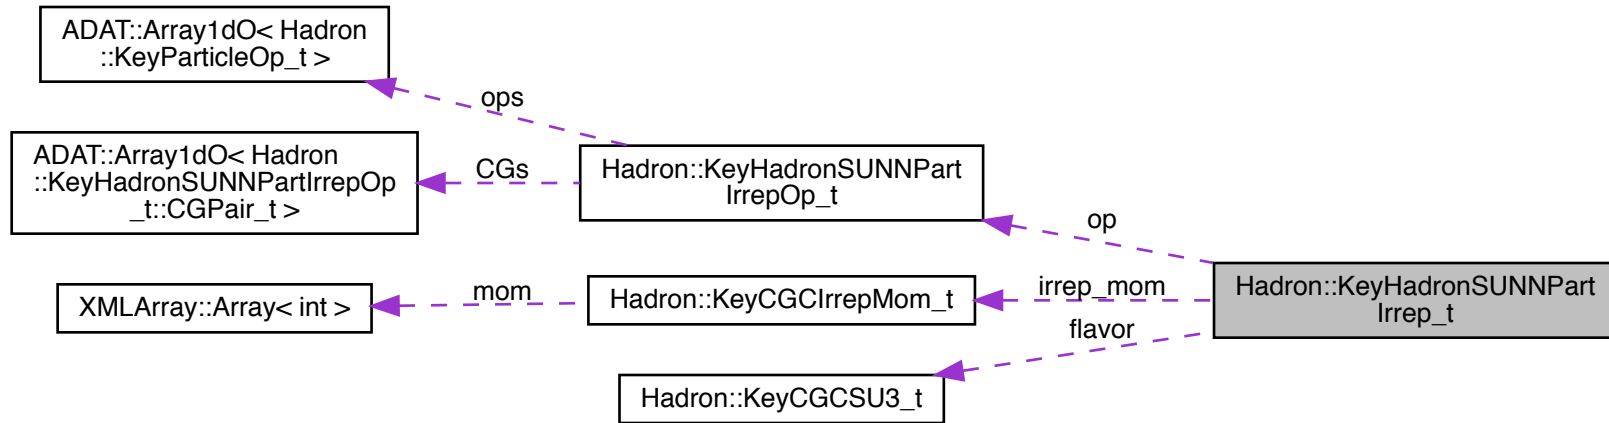 ADAT::Array1dO< Hadron
::KeyParticleOp_t >
ops
ADAT::Array1dO< Hadron
::KeyHadronSUNNPartIrrepOp
_t::CGPair_t >
CGs
Hadron::KeyHadronSUNNPart
IrrepOp_t
op
XMLArray::Array< int >
mom
Hadron::KeyCGCIrrepMom_t
irrep_mom
Hadron::KeyHadronSUNNPart
Irrep_t
flavor
Hadron::KeyCGCSU3_t